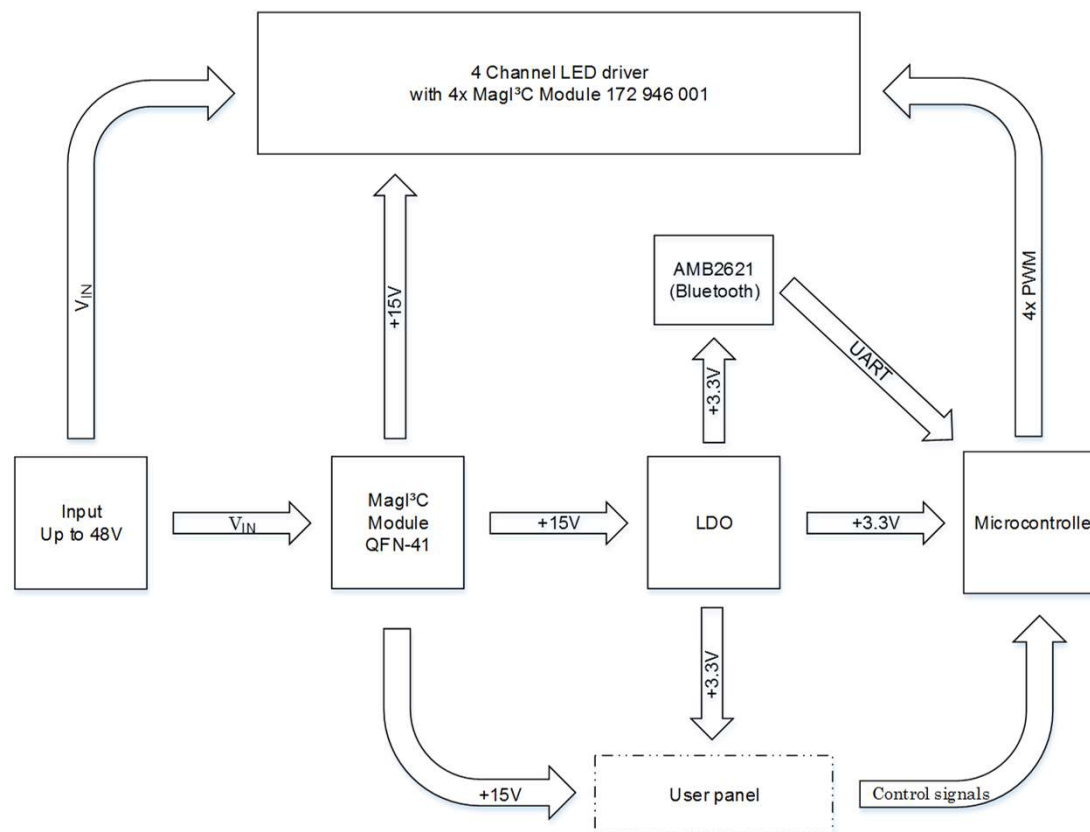 4 Channel LED driver
with 4x MagI³C Module 172 946 001
VIN
+15V
AMB2621
(Bluetooth)
UART
4x PWM
+3.3V
Input
Up to 48V
VIN
MagI³C
Module
QFN-41
+15V
LDO
+3.3V
Microcontrolle
+3.3V
+15V
User panel
Control signals